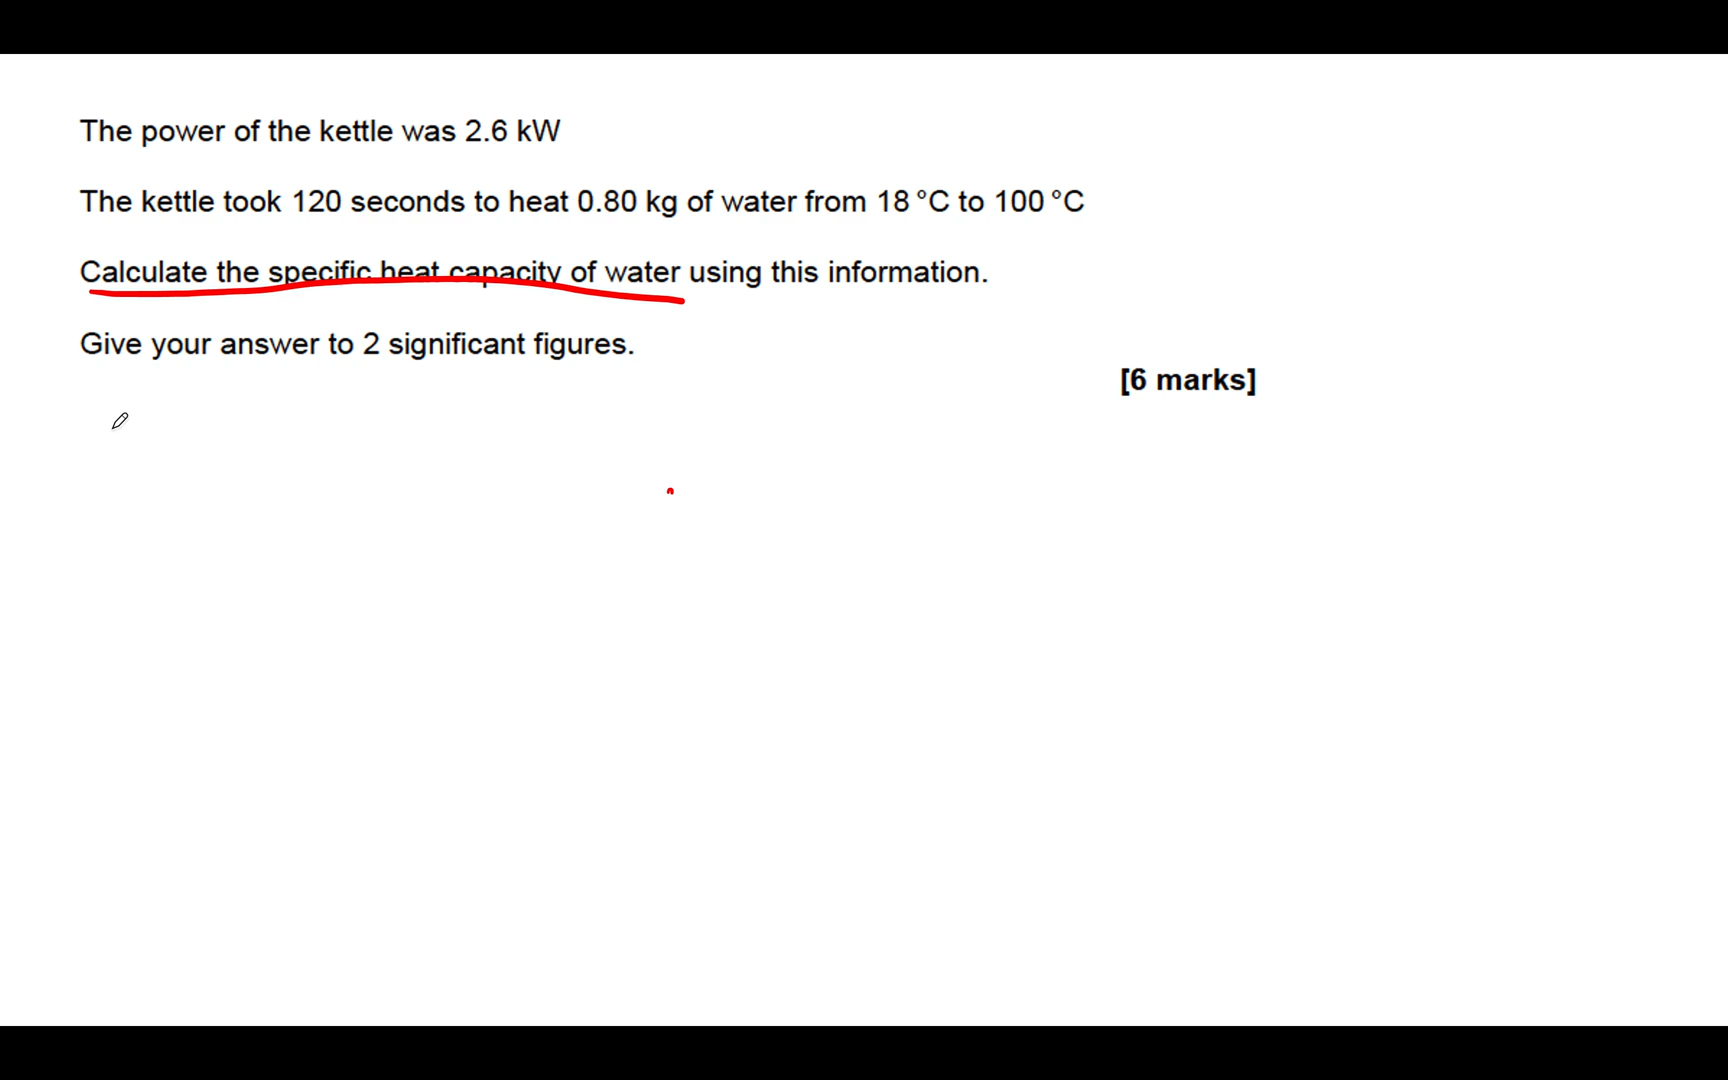 The power of the kettle was 2.6 kW
The kettle took 120 seconds to heat 0.80 kg of water from 18 °C to 100 °C
Calculate the specific heat capacity of water using this information.
Give your answer to 2 significant figures.
[6 marks]